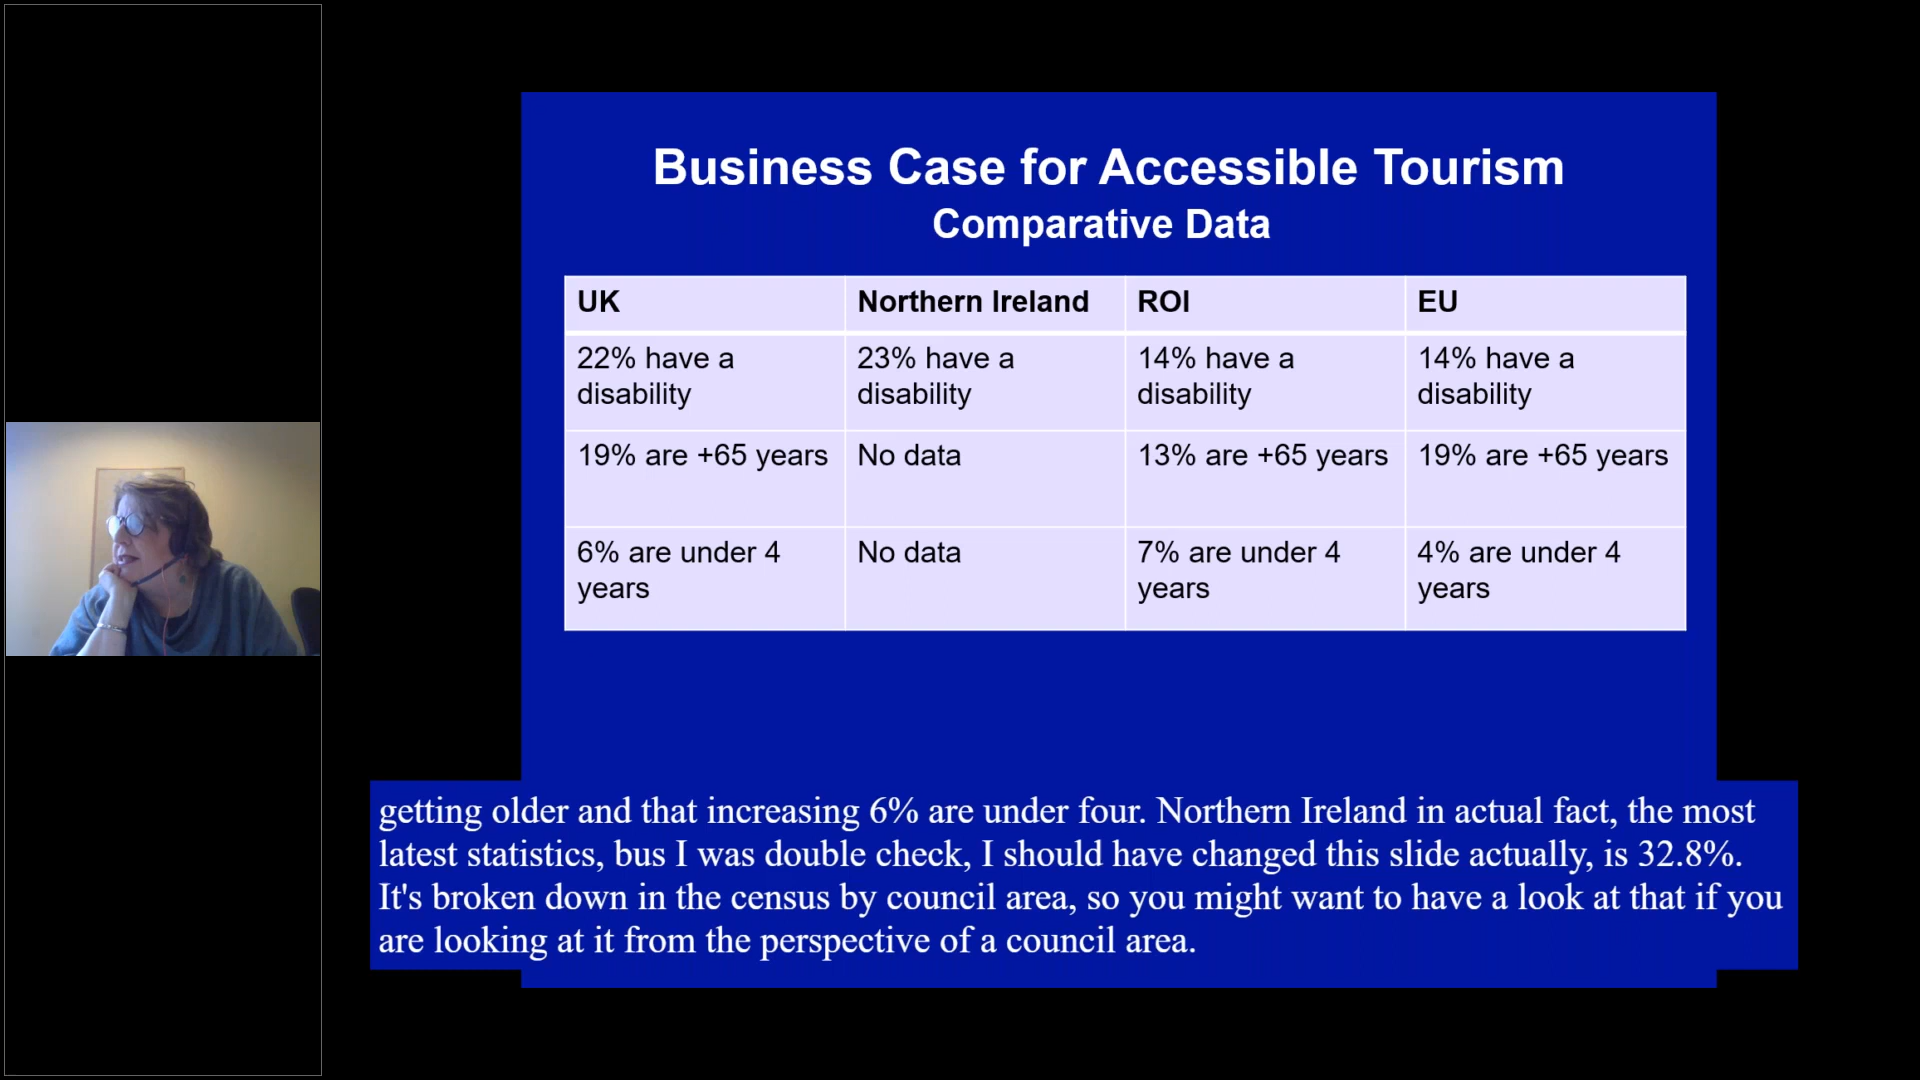 Business Case for Accessible Tourism
Comparative Data
UK
Northern Ireland
ROI
EU
22% have a
disability
23% have a
disability
14% have a
disability
14% have a
disability
19% are +65 years
No data
13% are +65 years
19% are +65 years
6% are under 4
years
No data
7% are under 4
years
4% are under 4
years
getting older and that increasing 6% are under four. Northern Ireland in actual fact, the most
latest statistics, bus I was double check, I should have changed this slide actually, is 32.8%.
It's broken down in the census by council area, so you might want to have a look at that if you
are looking at it from the perspective of a council area.